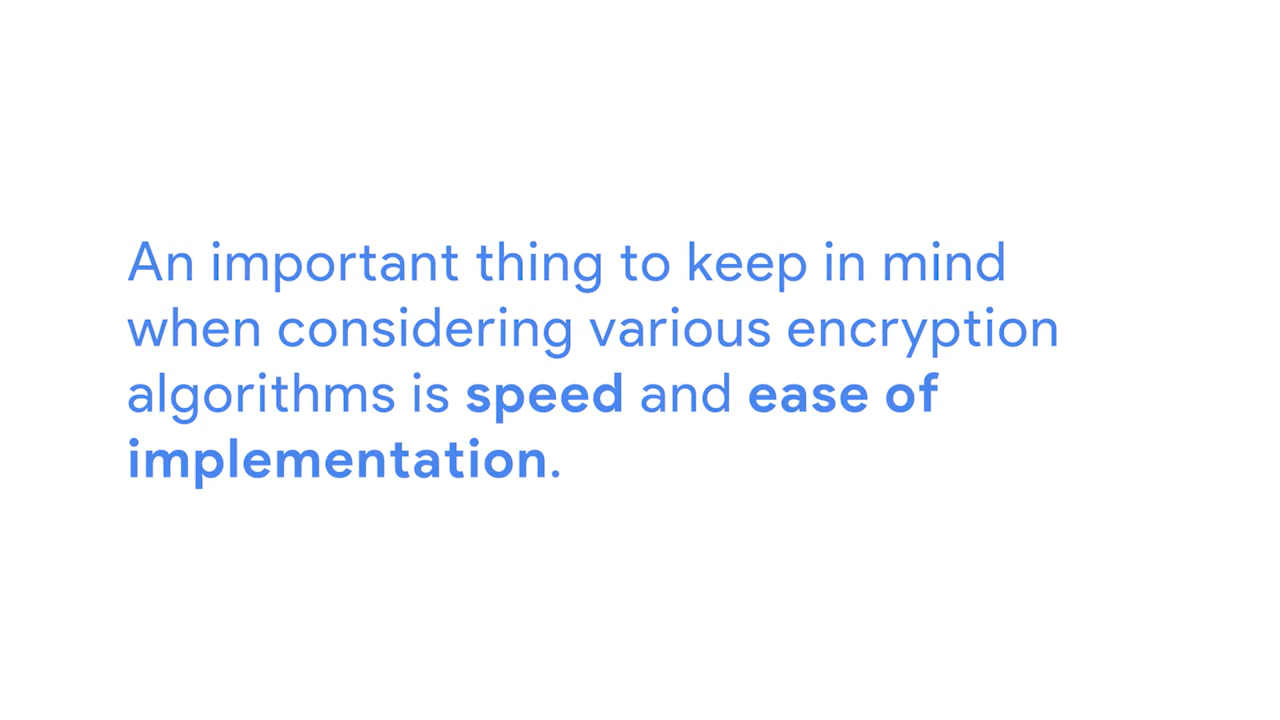 An important thing to keep in mind
when considering various encryption
algorithms is speed and ease of
implementation.